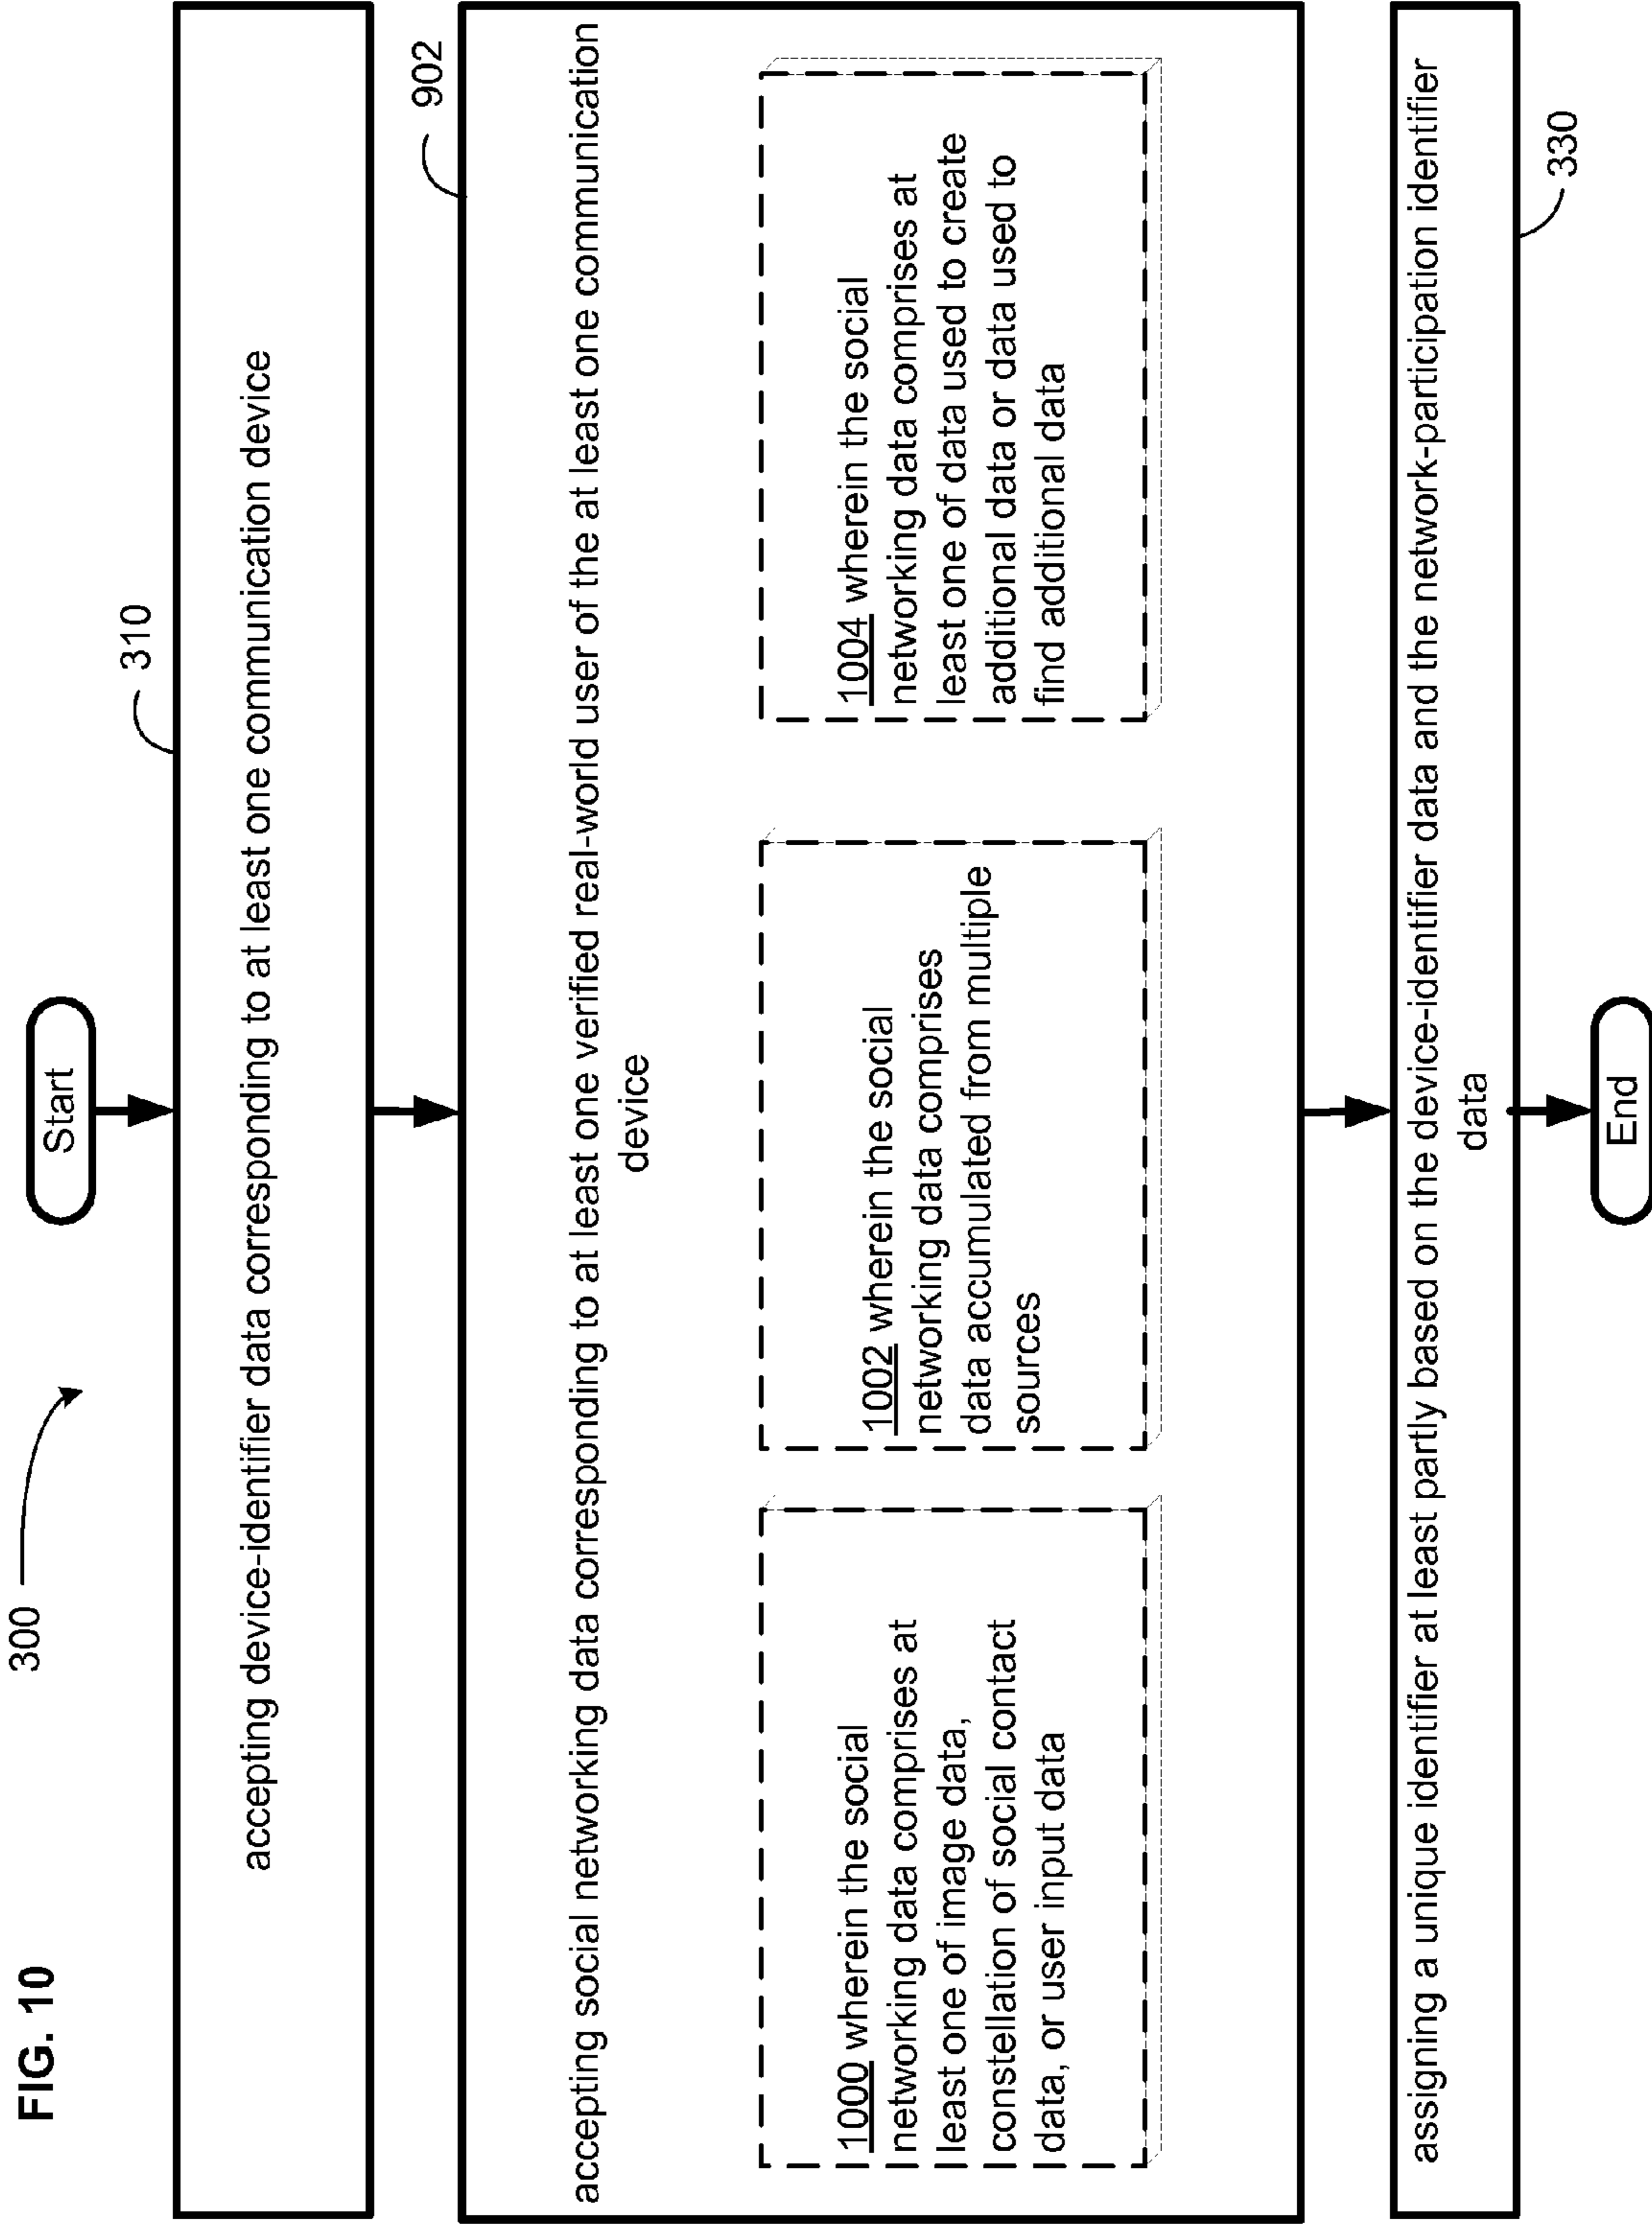 FIG. 10
300
Start
310
accepting device-identifier data corresponding to at least one communication device
902
accepting social networking data corresponding to at least one verified real-world user of the at least one communication
device
1000 wherein the social
networking data comprises at
least one of image data,
constellation of social contact
data, or user input data
1002 wherein the social
networking data comprises
data accumulated from multiple
sources
1004 wherein the social
networking data comprises at
least one of data used to create
additional data or data used to
find additional data
assigning a unique identifier at least partly based on the device-identifier data and the network-participation identifier
data
330
End